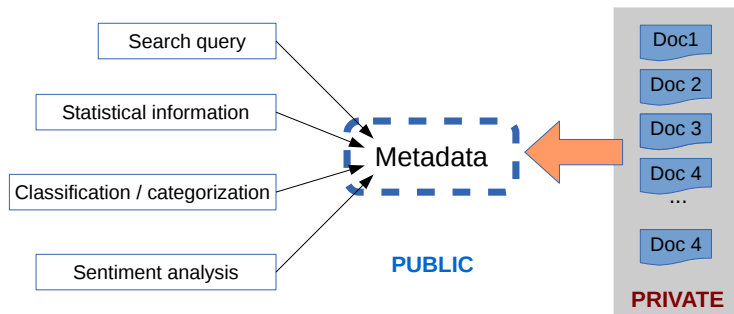 Search query
Statistical information
Classification / categorization
Sentiment analysis
Metadata
PUBLIC
Doc1
Doc 2
Doc 3
Doc 4
...
Doc 4
PRIVATE